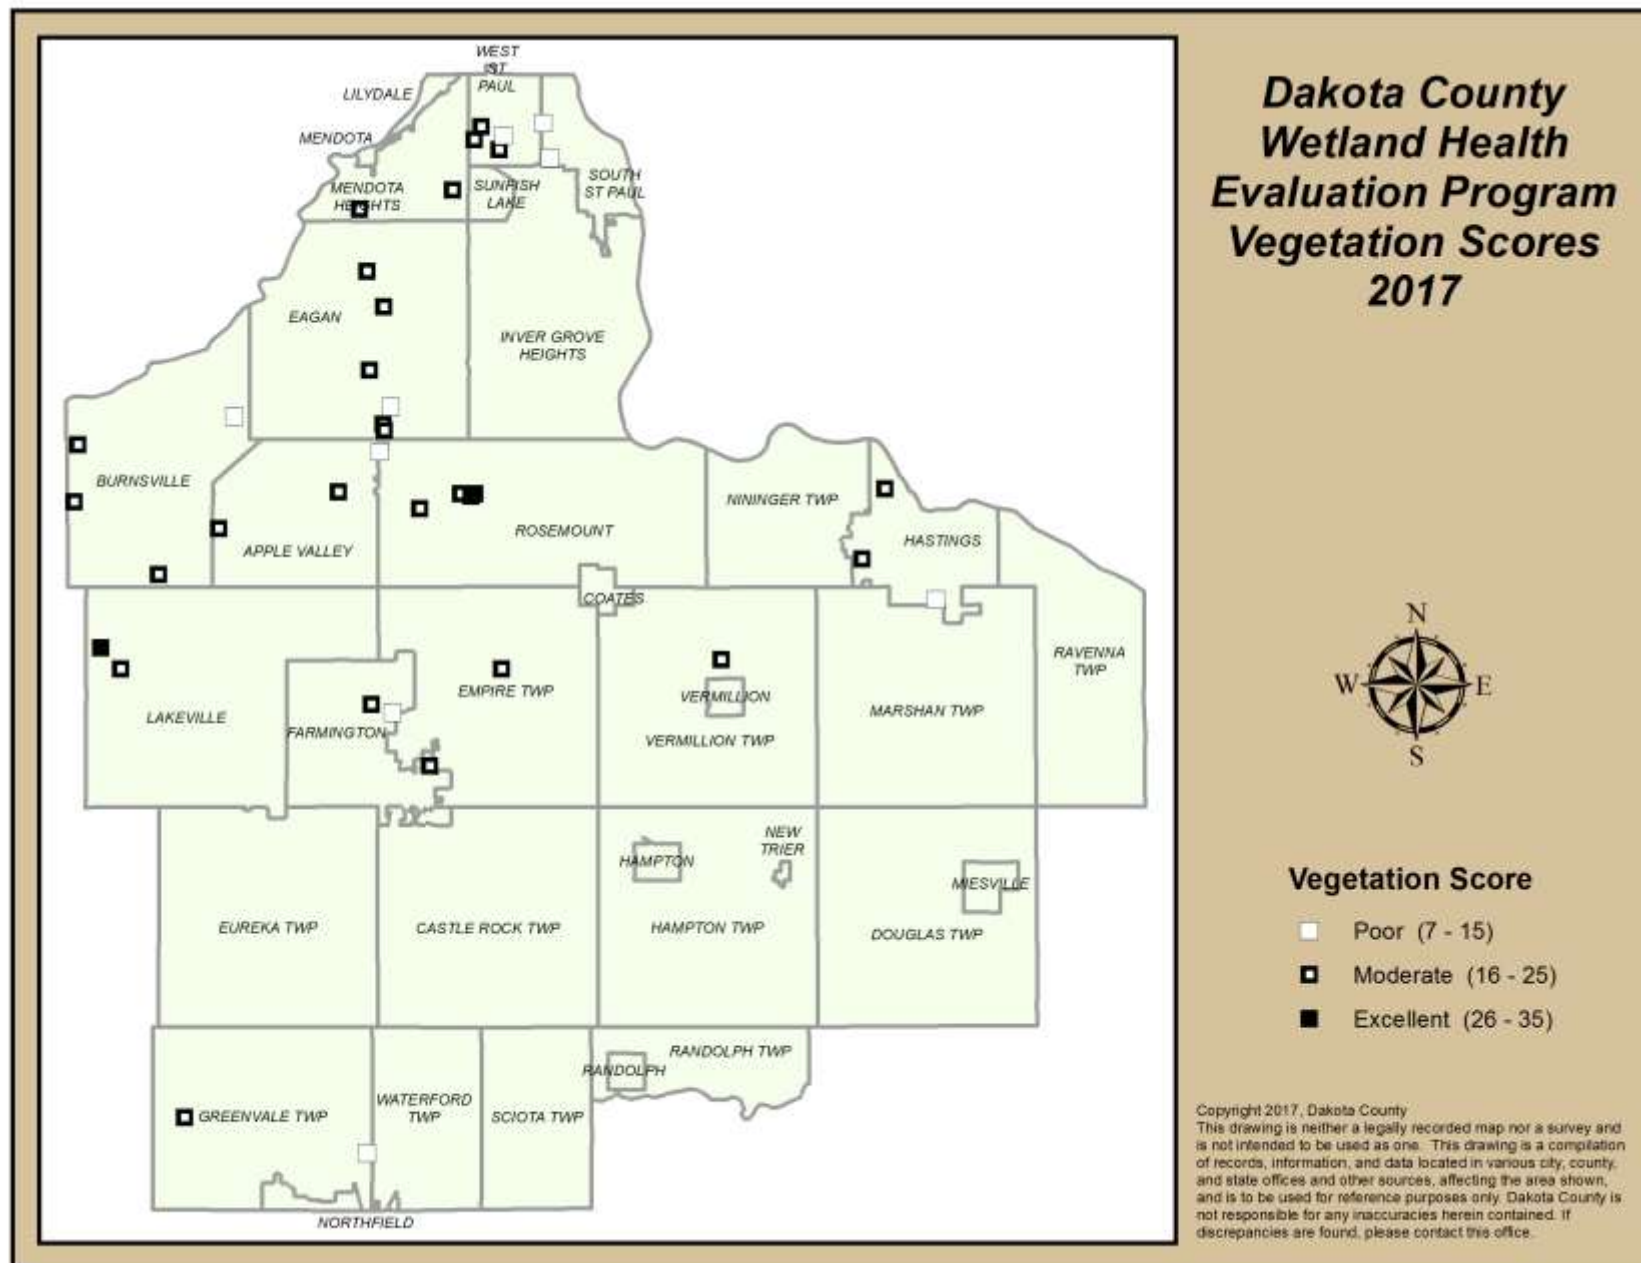 Dakota County
Wetland Health
Evaluation Program
Vegetation Scores
2017
WEST
ST
PAUL
LILYDALE
MENDOTA
MENDOTA
HEIGHTS
SUNFISH
LAKE
SOUTH
ST PAUL
EAGAN
INVER GROVE
HEIGHTS
BURNSVILLE
APPLE VALLEY
ROSEMOUNT
NININGER TWP
HASTINGS
COATES
RAVENNA
TWP
LAKEVILLE
FARMINGTON
EMPIRE TWP
VERMILLION
VERMILLION TWP
MARSHAN TWP
EUREKA TWP
CASTLE ROCK TWP
HAMPTON
NEW
TRIER
HAMPTON TWP
MIESVILLE
DOUGLAS TWP
GREENVALE TWP
WATERFORD
TWP
SCIOTA TWP
RANDOLPH
RANDOLPH TWP
NORTHFIELD
N
W E
S
Vegetation Score
Poor (7 - 15)
Moderate (16 - 25)
Excellent (26 - 35)
Copyright 2017, Dakota County
This drawing is neither a legally recorded map nor a survey and
is not intended to be used as one. This drawing is a compilation
of records, information, and data located in various city, county,
and state offices and other sources, affecting the area shown,
and is to be used for reference purposes only. Dakota County is
not responsible for any inaccuracies herein contained. If
discrepancies are found, please contact this office.